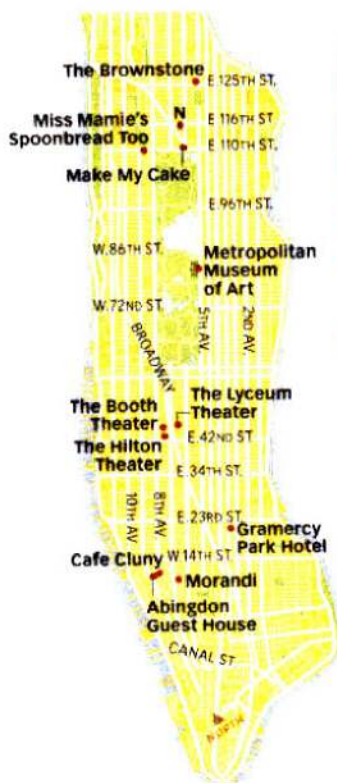 The Brownstone
E 125TH ST.
N
E 116TH ST.
Miss Mamie's
Spoonbread Too
E 110TH ST.
Make My Cake
E.96TH ST.
W.86TH ST.
Metropolitan
Museum
of Art
W.72ND ST.
BROADWAY
5TH AV.
2ND AV.
The Lyceum
Theater
The Booth
Theater
E.42ND ST.
The Hilton
Theater
E.34TH ST.
10TH AV
8TH AV.
E.23RD ST.
Gramercy
Park Hotel
W 14TH ST.
Cafe Cluny
Morandi
Abingdon
Guest House
CANAL ST
NORTH